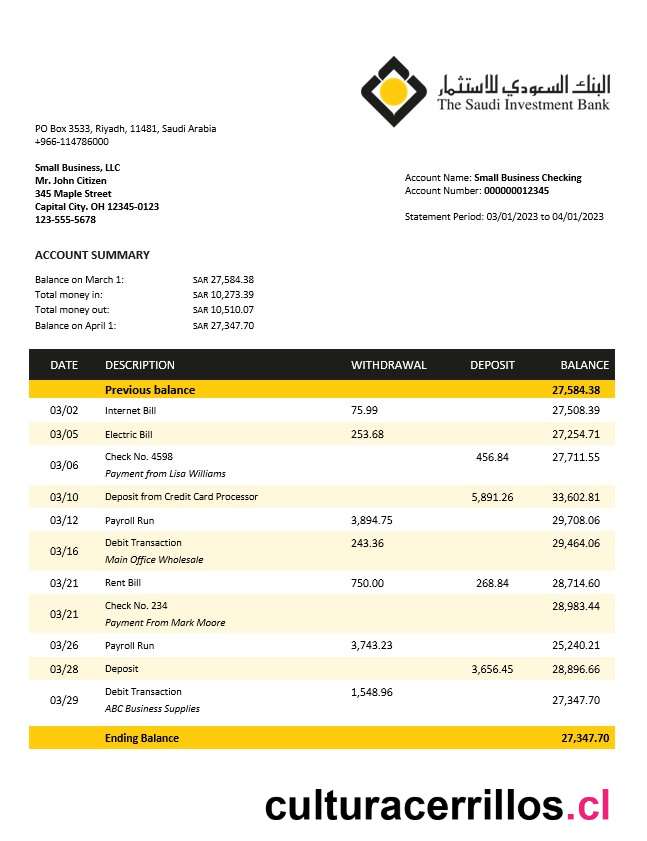 البنك السعودي للاستثمار
The Saudi Investment Bank
PO Box 3533, Riyadh, 11481, Saudi Arabia
+966-114786000
Small Business, LLC
Mr. John Citizen
345 Maple Street
Capital City. OH 12345-0123
123-555-5678
Account Name: Small Business Checking
Account Number: 000000012345
Statement Period: 03/01/2023 to 04/01/2023
ACCOUNT SUMMARY
Balance on March 1: SAR 27,584.38
Total money in: SAR 10,273.39
Total money out: SAR 10,510.07
Balance on April 1: SAR 27,347.70
DATE DESCRIPTION WITHDRAWAL DEPOSIT BALANCE
Previous balance 27,584.38
03/02 Internet Bill 75.99 27,508.39
03/05 Electric Bill 253.68 27,254.71
03/06 Check No. 4598 456.84 27,711.55
Payment from Lisa Williams
03/10 Deposit from Credit Card Processor 5,891.26 33,602.81
03/12 Payroll Run 3,894.75 29,708.06
03/16 Debit Transaction 243.36 29,464.06
Main Office Wholesale
03/21 Rent Bill 750.00 268.84 28,714.60
03/21 Check No. 234 28,983.44
Payment From Mark Moore
03/26 Payroll Run 3,743.23 25,240.21
03/28 Deposit 3,656.45 28,896.66
03/29 Debit Transaction 1,548.96 27,347.70
ABC Business Supplies
Ending Balance 27,347.70
culturacerrillos.cl